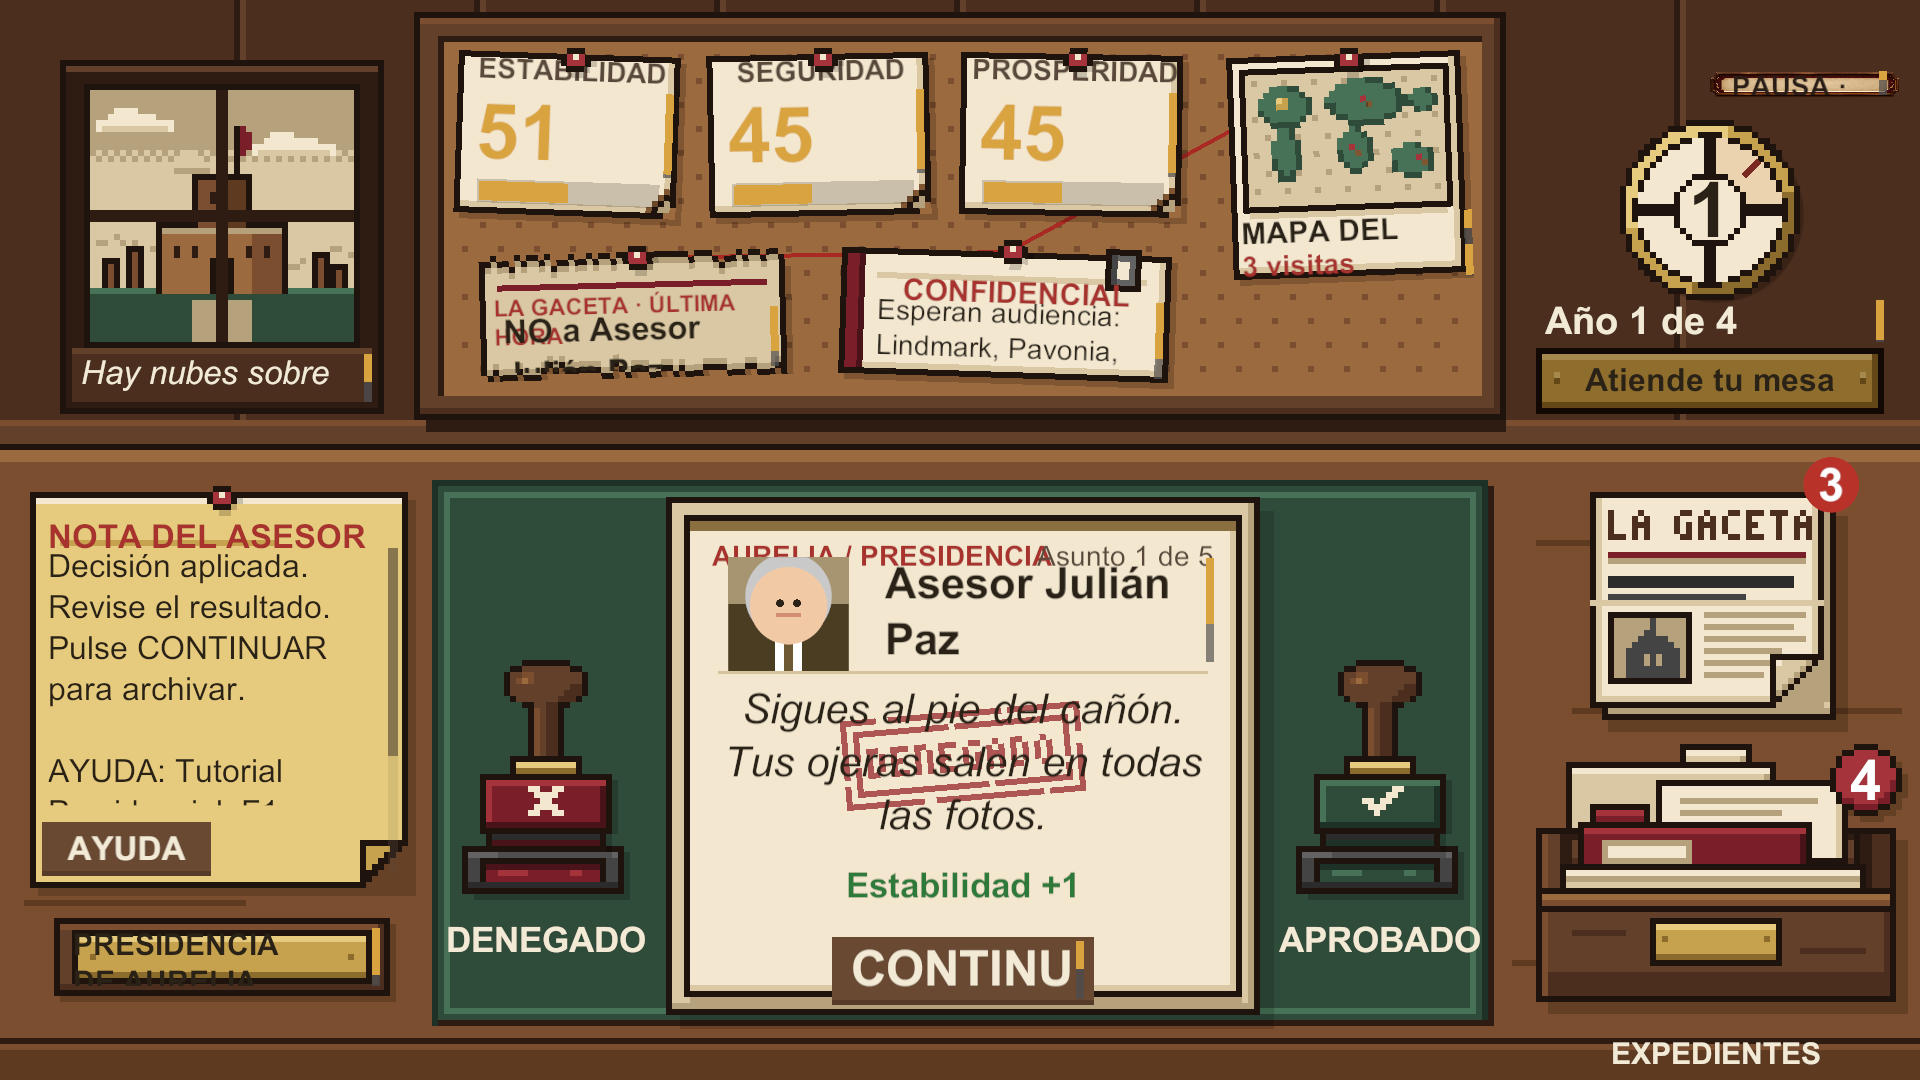 ESTABILIDAD
51
SEGURIDAD
45
PROSPERIDAD
45
MAPA DEL
3 visitas
PAUSA ·
1
Año 1 de 4
Atiende tu mesa
Hay nubes sobre
LA GACETA · ÚLTIMA
HORA
NO a Asesor
CONFIDENCIAL
Esperan audiencia:
Lindmark, Pavonia,
NOTA DEL ASESOR
Decisión aplicada.
Revise el resultado.
Pulse CONTINUAR
para archivar.
AYUDA: Tutorial
AYUDA
PRESIDENCIA
DE AURELIA
DENEGADO
AURELIA / PRESIDENCIA
Asunto 1 de 5
Asesor Julián
Paz
Sigues al pie del cañón.
Tus ojeras salen en todas
las fotos.
DENEGADO
Estabilidad +1
CONTINU
APROBADO
3
LA GACETA
4
EXPEDIENTES